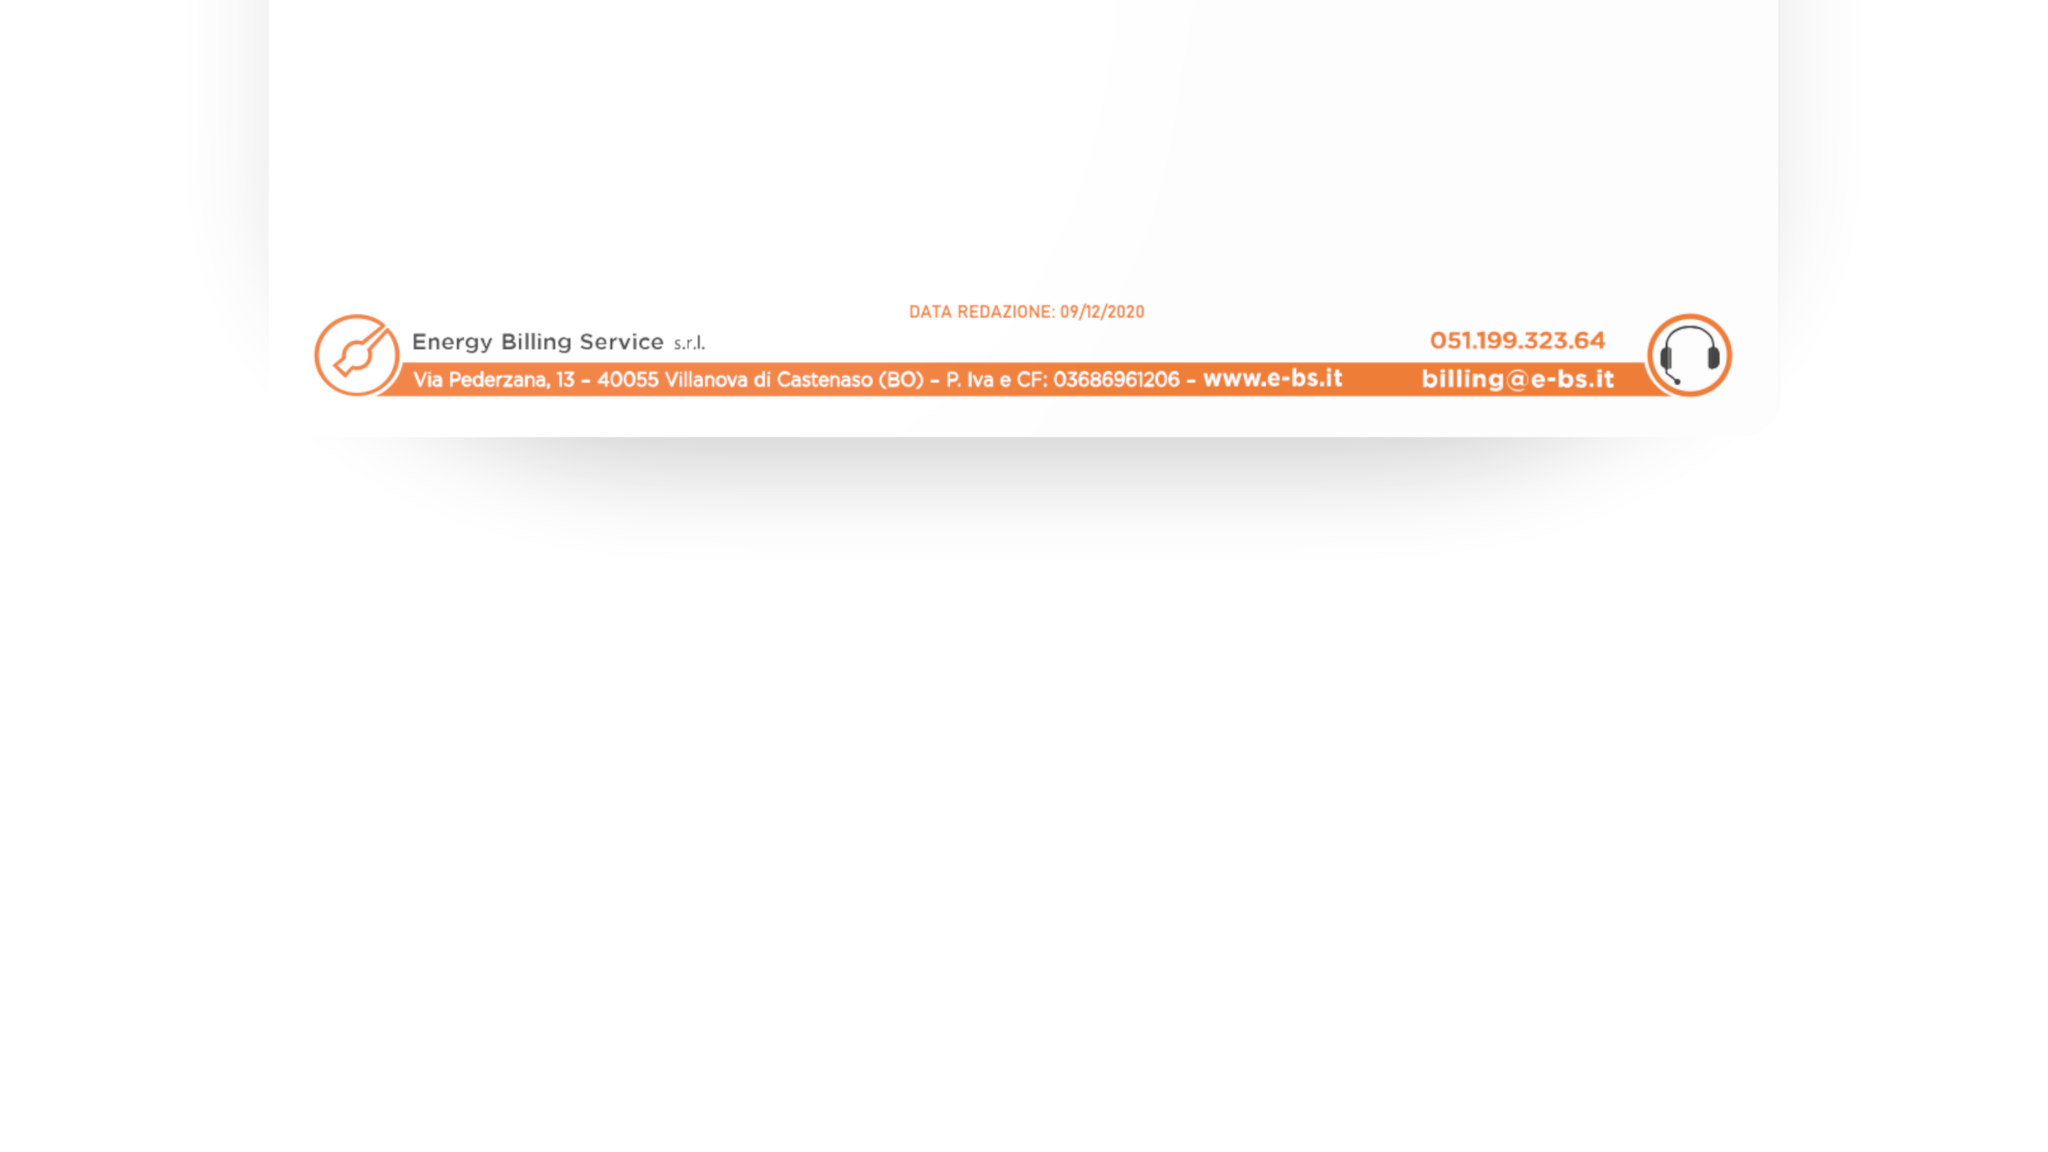 DATA REDAZIONE: 09/12/2020
Energy Billing Service s.r.l.
051.199.323.64
Via Pederzana, 13 – 40055 Villanova di Castenaso (BO) – P. Iva e CF: 03686961206 – www.e-bs.it
billing@e-bs.it